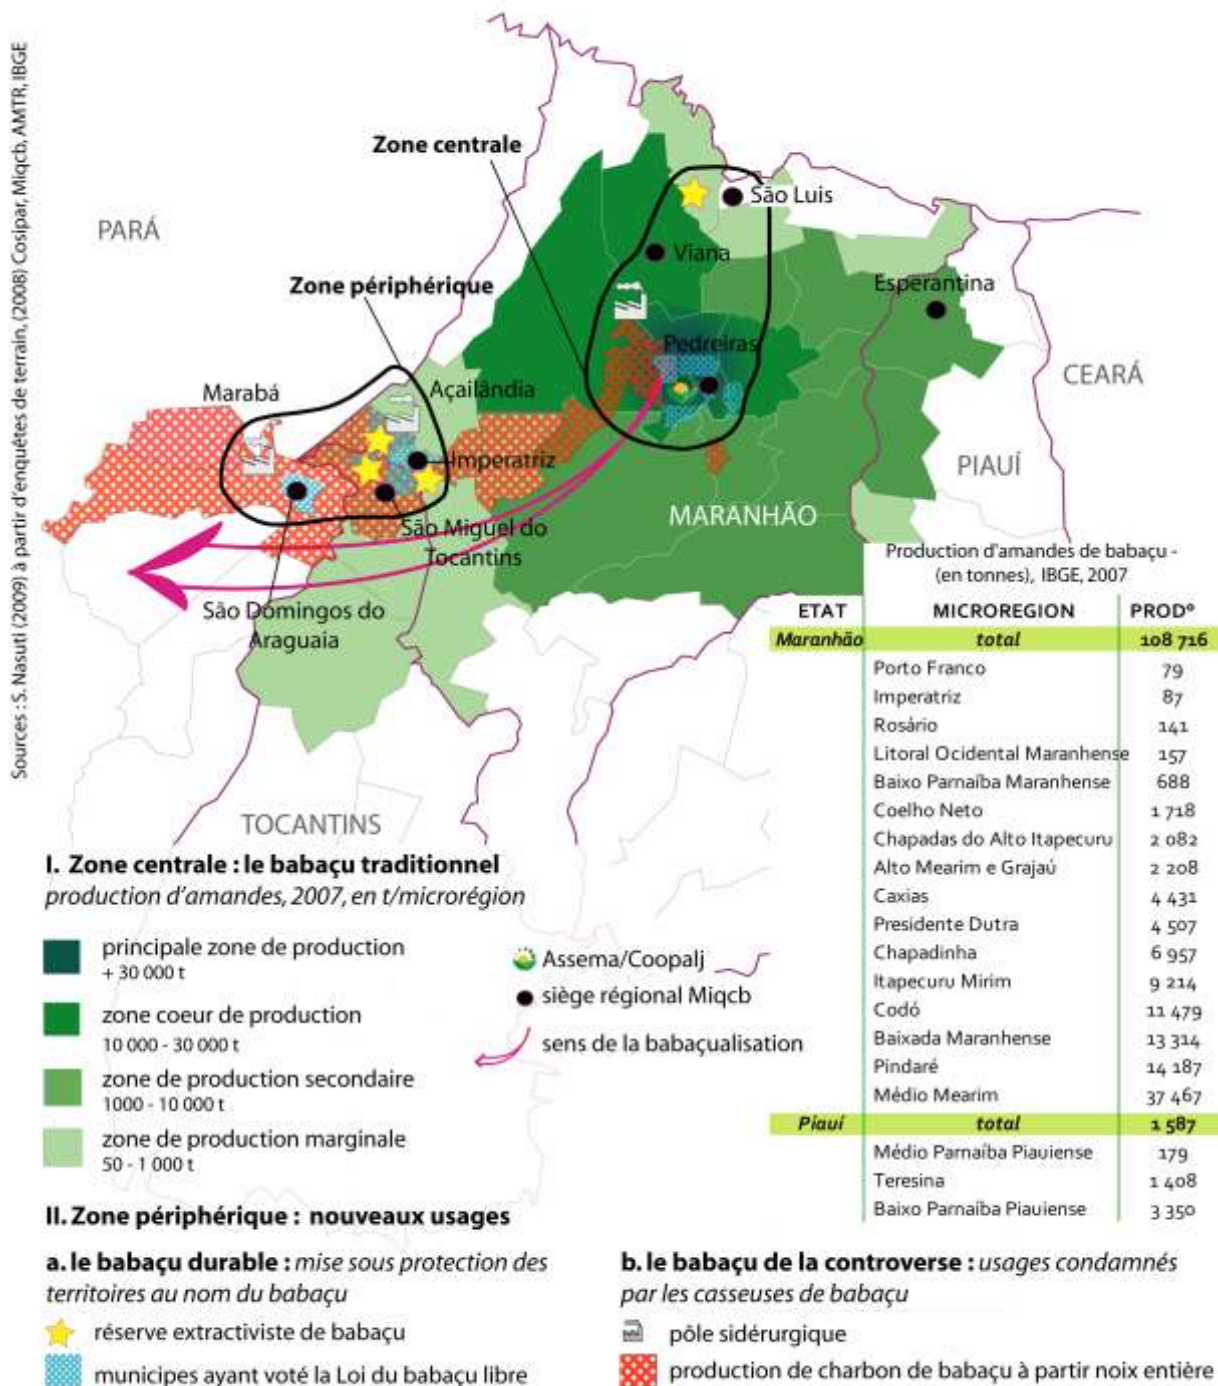 Sources : S. Nasuti (2009) à partir d'enquêtes de terrain, (2008) Cosipar, Miqcb, AMTR, IBGE
Zone centrale
São Luis
PARÁ
Viana
Zone périphérique
Esperantina
Pedreiras
CEARÁ
Marabá
Açailândia
Imperatriz
PIAUÍ
MARANHÃO
São Miguel do
Tocantins
São Domingos do
Araguaia
TOCANTINS
Production d'amandes de babaçu -
(en tonnes), IBGE, 2007
ETAT MICROREGION PROD°
Maranhão total 108 716
Porto Franco 79
Imperatriz 87
Rosário 141
Litoral Ocidental Maranhense 157
Baixo Parnaíba Maranhense 688
Coelho Neto 1 718
Chapadas do Alto Itapecuru 2 082
Alto Mearim e Grajaú 2 208
Caxias 4 431
Presidente Dutra 4 507
Chapadinha 6 957
Itapecuru Mirim 9 214
Codó 11 479
Baixada Maranhense 13 314
Pindaré 14 187
Médio Mearim 37 467
Piauí total 1 587
Médio Parnaíba Piauiense 179
Teresina 1 408
Baixo Parnaíba Piauiense 3 350
I. Zone centrale : le babaçu traditionnel
production d'amandes, 2007, en t/microrégion
principale zone de production
+ 30 000 t
zone coeur de production
10 000 - 30 000 t
zone de production secondaire
1000 - 10 000 t
zone de production marginale
50 - 1 000 t
Assema/Coopalj
siège régional Miqcb
sens de la babaçualisation
II. Zone périphérique : nouveaux usages
a. le babaçu durable : mise sous protection des
territoires au nom du babaçu
réserve extractiviste de babaçu
municipes ayant voté la Loi du babaçu libre
b. le babaçu de la controverse : usages condamnés
par les casseuses de babaçu
pôle sidérurgique
production de charbon de babaçu à partir noix entière